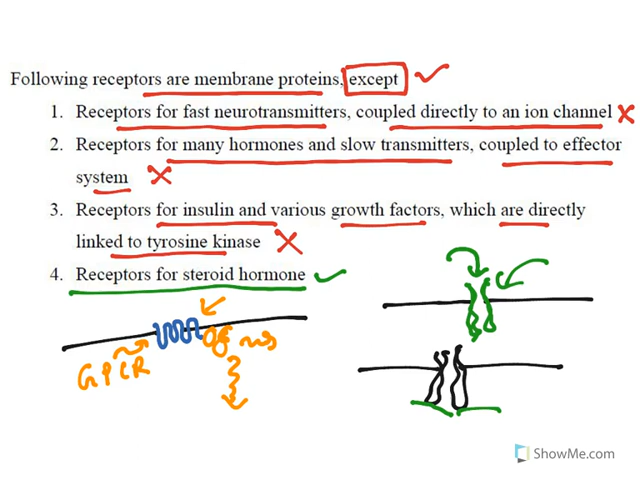 Following receptors are membrane proteins, except
1. Receptors for fast neurotransmitters, coupled directly to an ion channel
2. Receptors for many hormones and slow transmitters, coupled to effector
system
3. Receptors for insulin and various growth factors, which are directly
linked to tyrosine kinase
4. Receptors for steroid hormone
GPCR
ShowMe.com